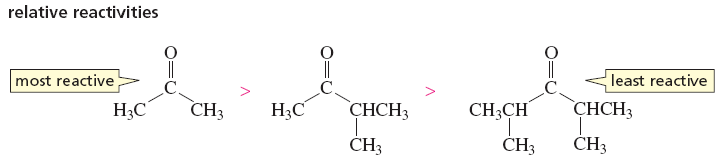 relative reactivities
O O O
most reactive C > C > C least reactive
H₃C CH₃ H₃C CHCH₃ CH₃CH CHCH₃
CH₃ CH₃ CH₃